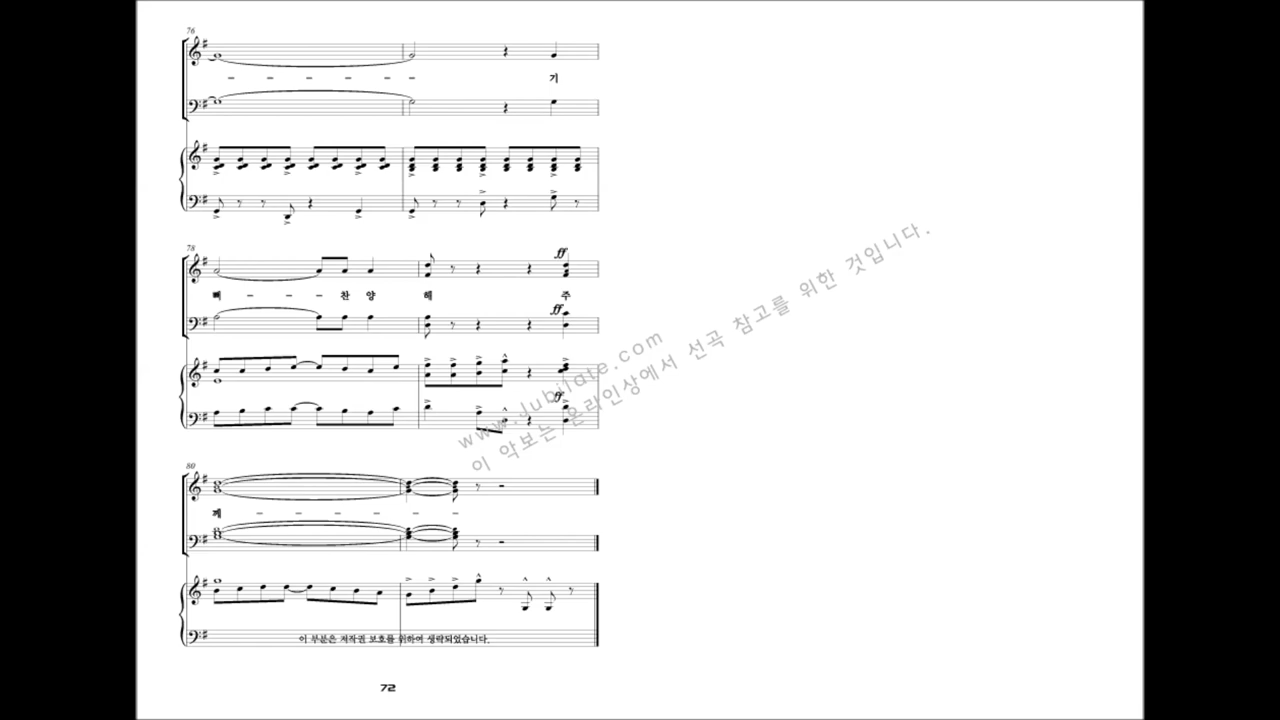 76
- - - - - 기
78
ff
뻐 - - - 찬 양 해 주
ff
ff
www.jubilate.com
이 악보는 온라인상에서 선곡 참고를 위한 것입니다.
80
께 - - - - - -
이 부분은 저작권 보호를 위하여 생략되었습니다.
72